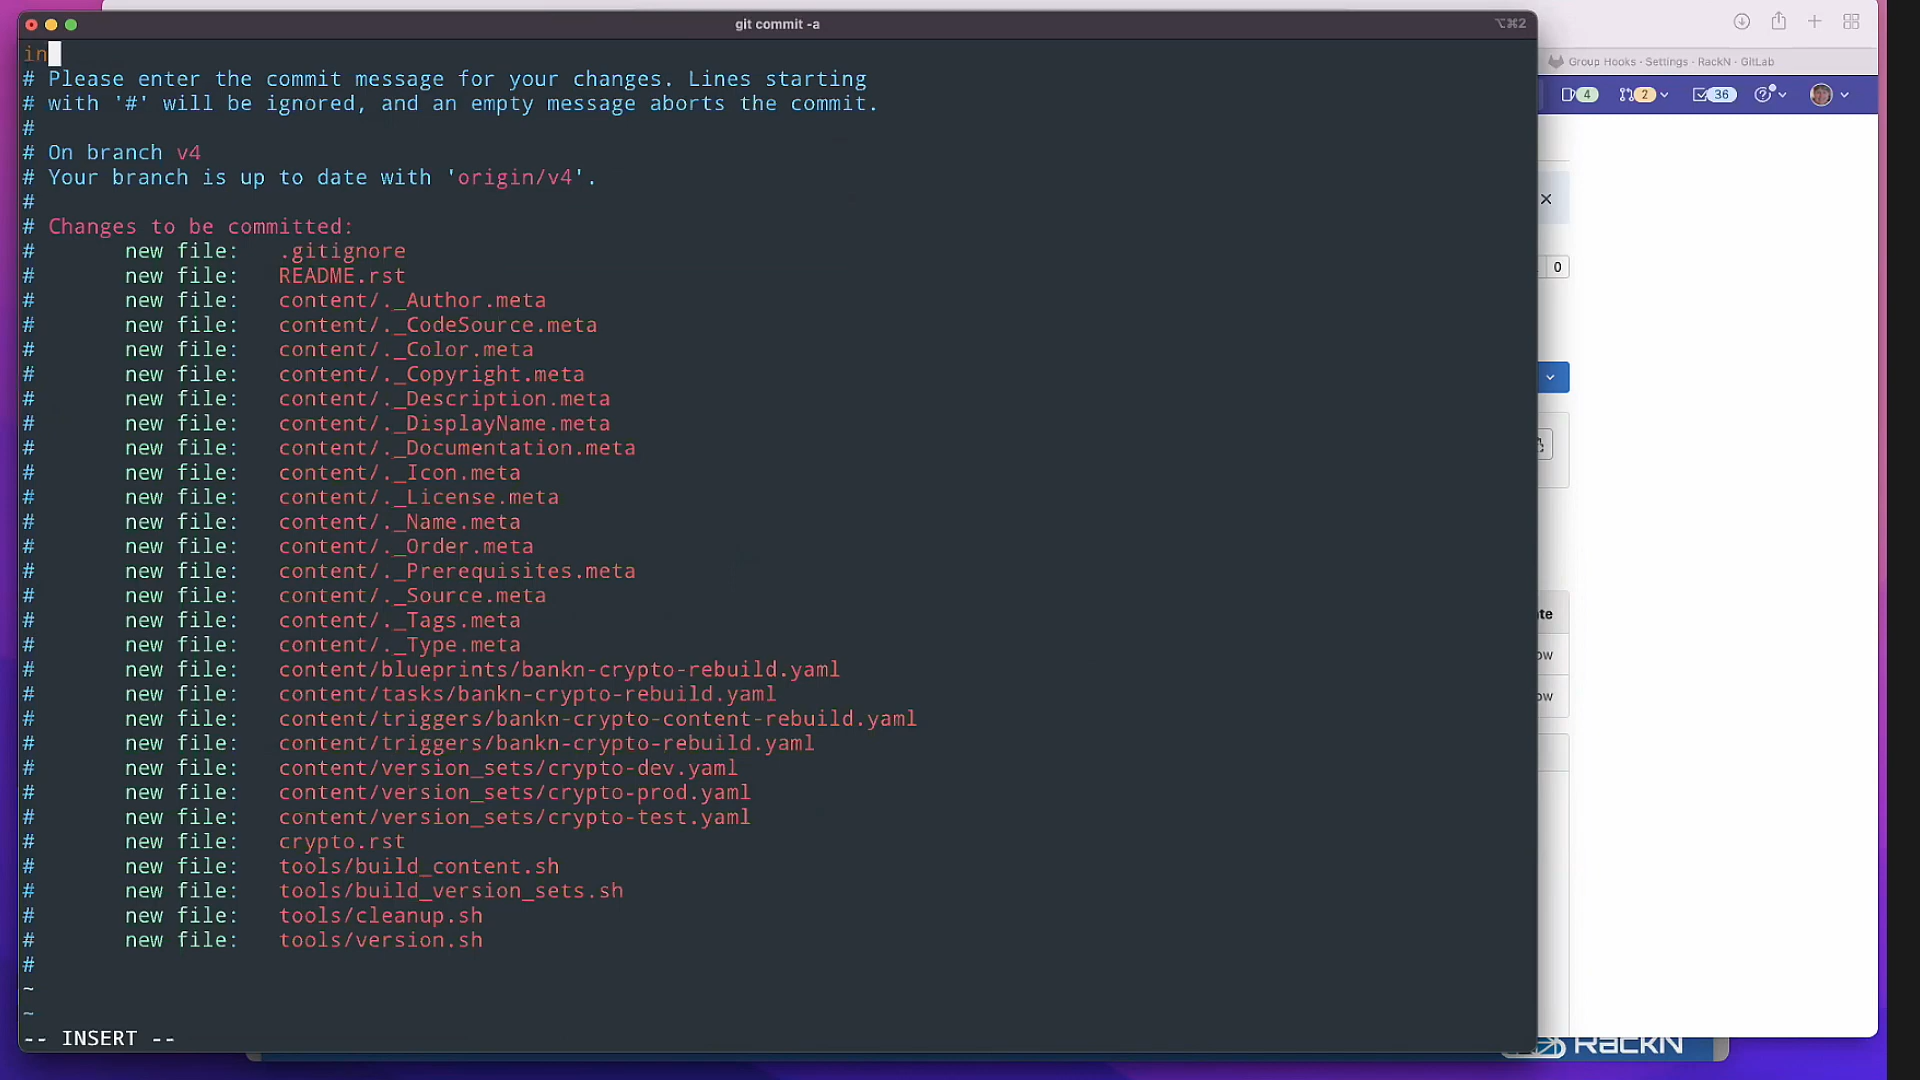 git commit -a
⌥⌘2
in
# Please enter the commit message for your changes. Lines starting
# with '#' will be ignored, and an empty message aborts the commit.
#
# On branch v4
# Your branch is up to date with 'origin/v4'.
#
# Changes to be committed:
#       new file:   .gitignore
#       new file:   README.rst
#       new file:   content/._Author.meta
#       new file:   content/._CodeSource.meta
#       new file:   content/._Color.meta
#       new file:   content/._Copyright.meta
#       new file:   content/._Description.meta
#       new file:   content/._DisplayName.meta
#       new file:   content/._Documentation.meta
#       new file:   content/._Icon.meta
#       new file:   content/._License.meta
#       new file:   content/._Name.meta
#       new file:   content/._Order.meta
#       new file:   content/._Prerequisites.meta
#       new file:   content/._Source.meta
#       new file:   content/._Tags.meta
#       new file:   content/._Type.meta
#       new file:   content/blueprints/bankn-crypto-rebuild.yaml
#       new file:   content/tasks/bankn-crypto-rebuild.yaml
#       new file:   content/triggers/bankn-crypto-content-rebuild.yaml
#       new file:   content/triggers/bankn-crypto-rebuild.yaml
#       new file:   content/version_sets/crypto-dev.yaml
#       new file:   content/version_sets/crypto-prod.yaml
#       new file:   content/version_sets/crypto-test.yaml
#       new file:   crypto.rst
#       new file:   tools/build_content.sh
#       new file:   tools/build_version_sets.sh
#       new file:   tools/cleanup.sh
#       new file:   tools/version.sh
#
~
~
-- INSERT --
Group Hooks · Settings · RackN · GitLab
4
2
36
0
te
ow
ow
RackN